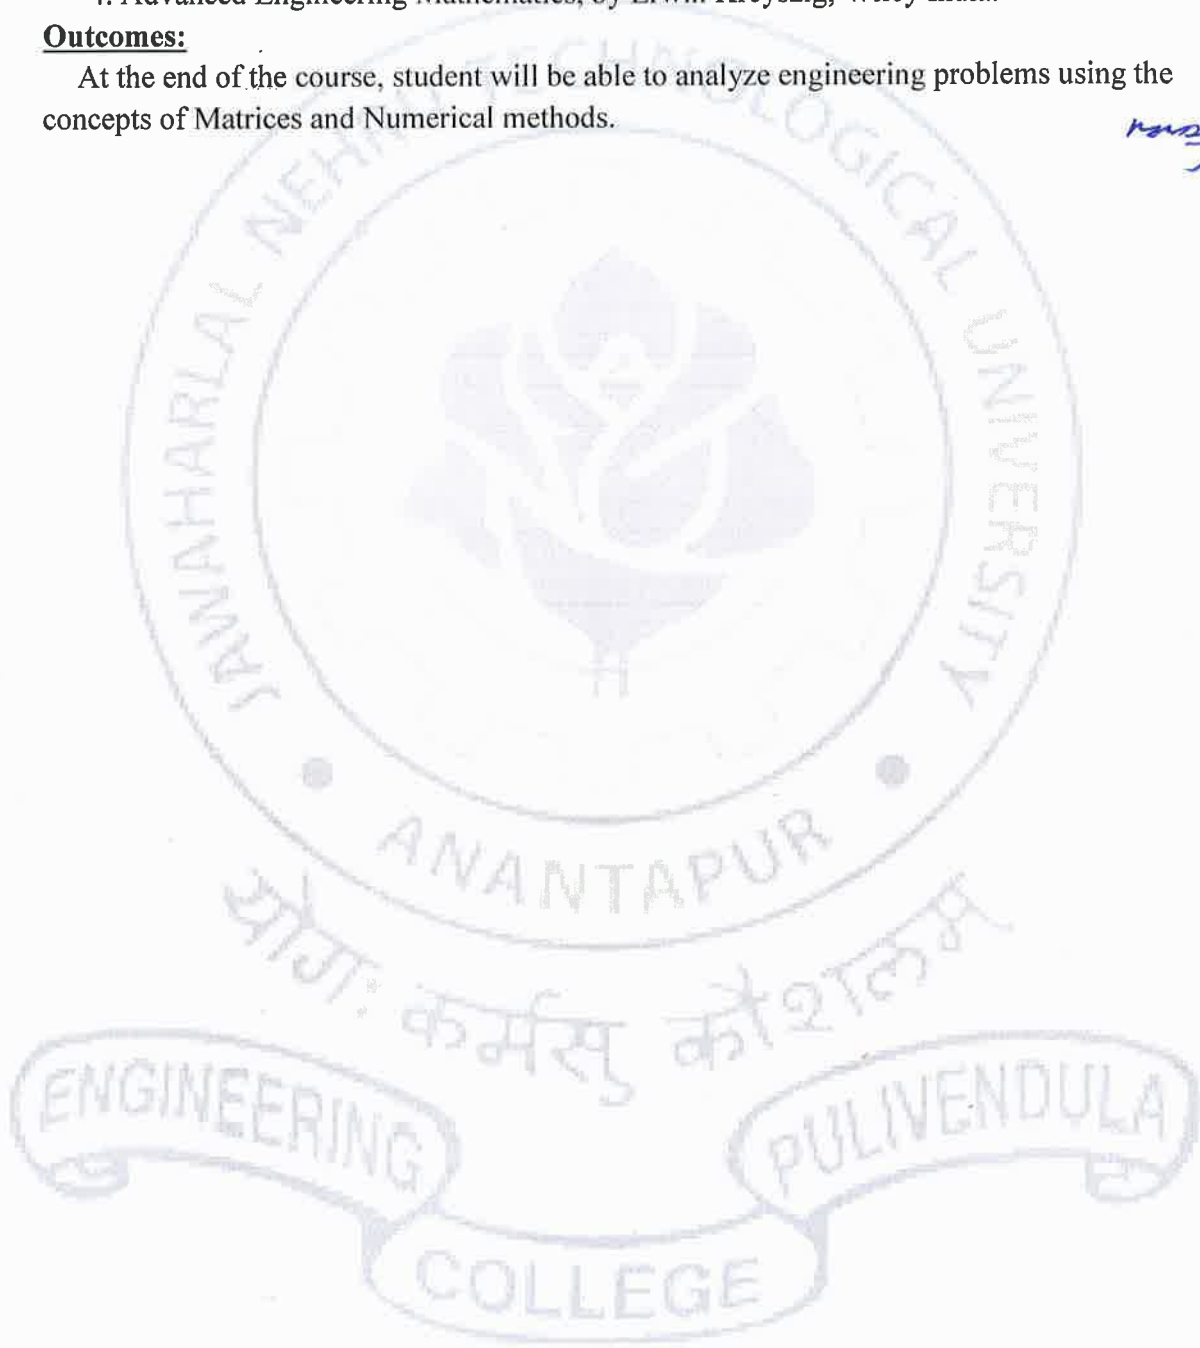 Outcomes:
At the end of the course, student will be able to analyze engineering problems using the
concepts of Matrices and Numerical methods.
JAWAHARLAL NEHRU TECHNOLOGICAL UNIVERSITY
• ANANTAPUR •
योगः कर्मसु कौशलम्
ENGINEERING
PULIVENDULA
COLLEGE